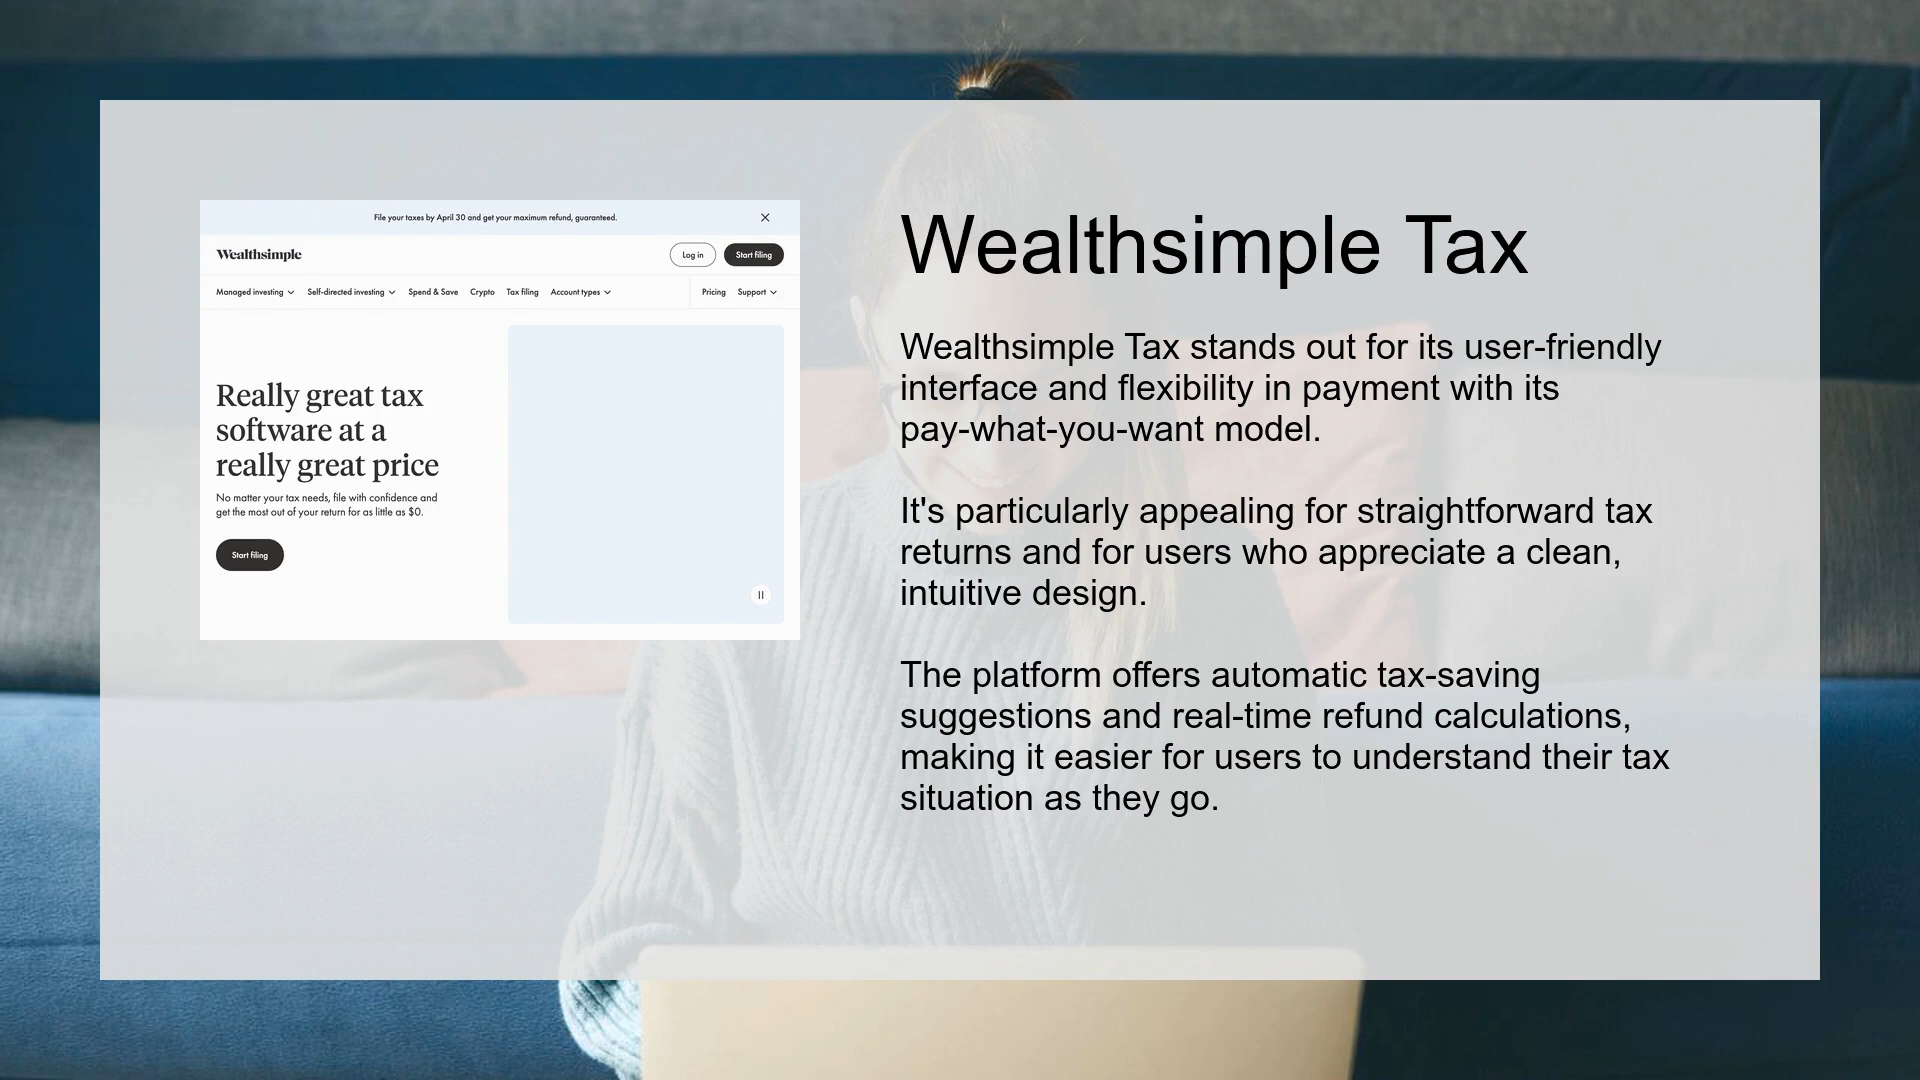 File your taxes by April 30 and get your maximum refund, guaranteed.
Wealthsimple
Log in
Start filing
Managed investing
Self-directed investing
Spend & Save
Crypto
Tax filing
Account types
Pricing
Support
Really great tax
software at a
really great price
No matter your tax needs, file with confidence and
get the most out of your return for as little as $0.
Start filing
Wealthsimple Tax
Wealthsimple Tax stands out for its user-friendly
interface and flexibility in payment with its
pay-what-you-want model.
It's particularly appealing for straightforward tax
returns and for users who appreciate a clean,
intuitive design.
The platform offers automatic tax-saving
suggestions and real-time refund calculations,
making it easier for users to understand their tax
situation as they go.